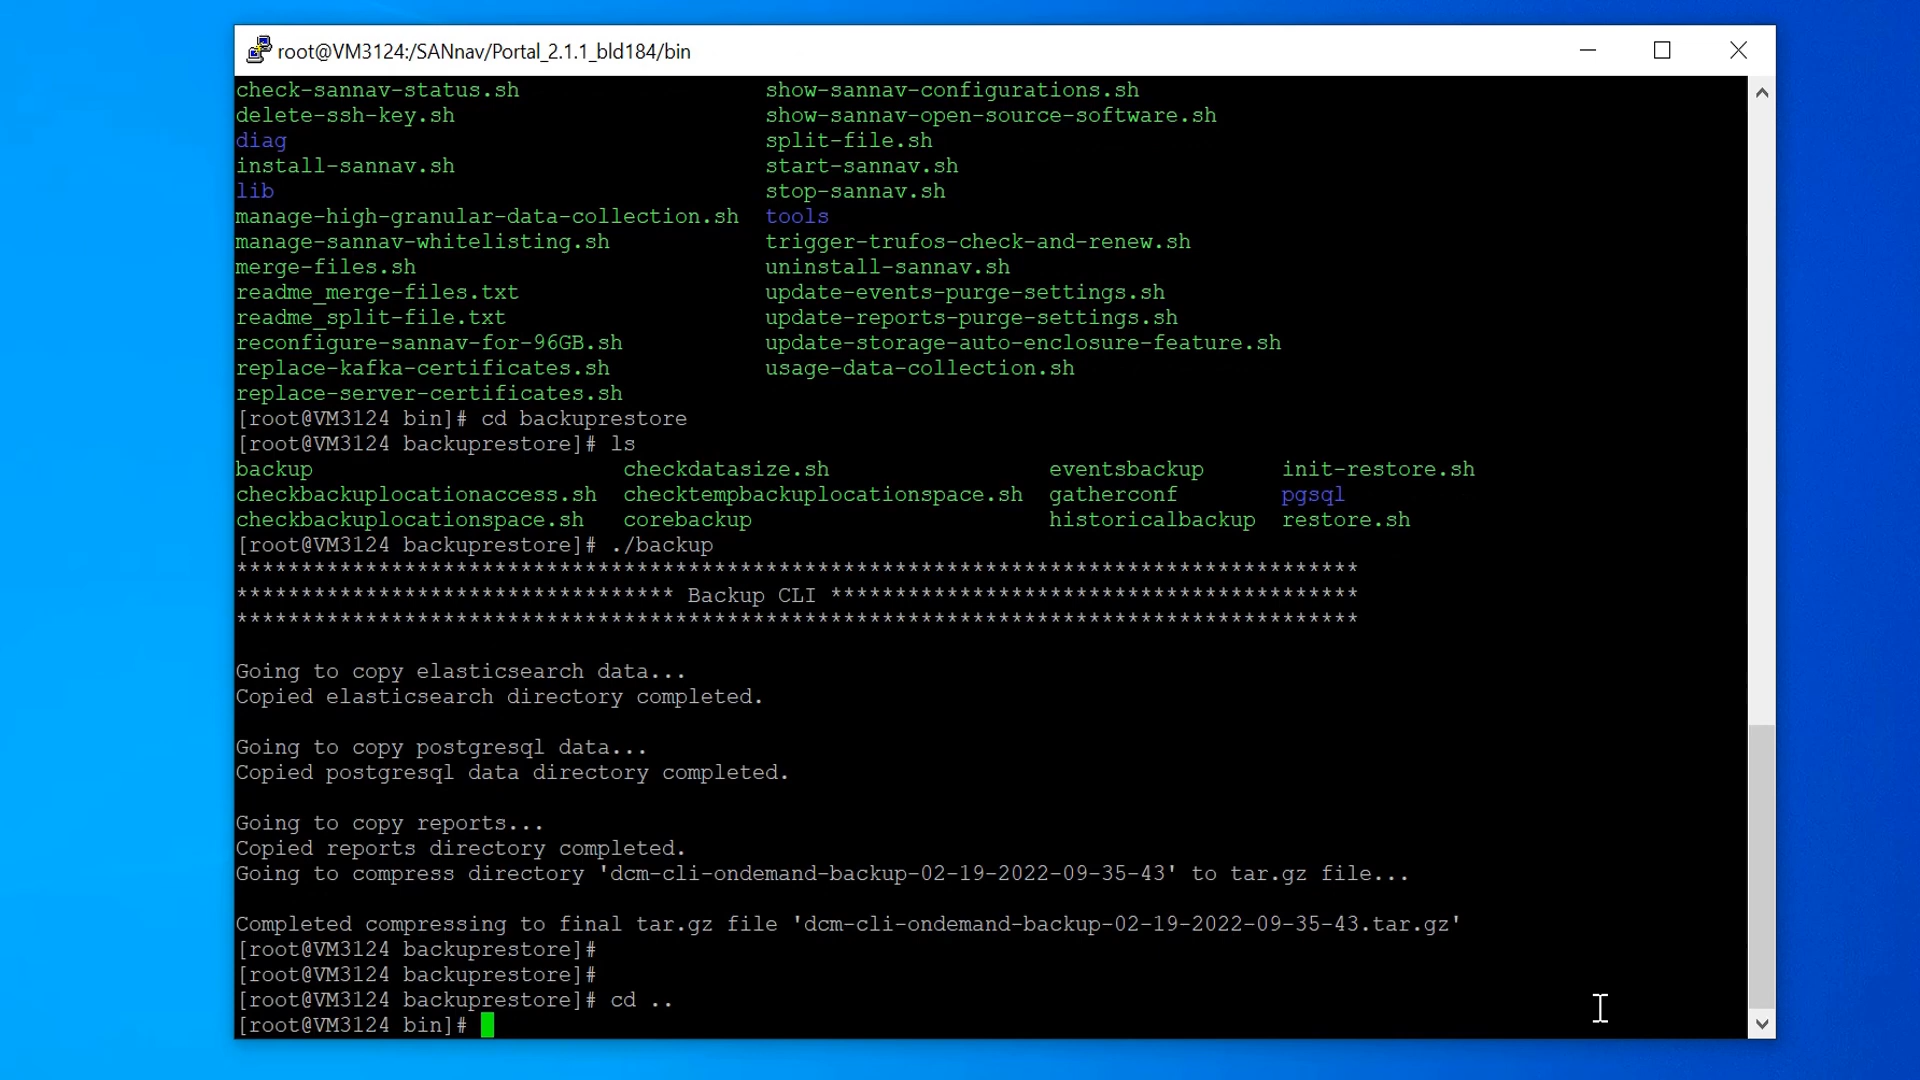 root@VM3124:/SANnav/Portal_2.1.1_bld184/bin
check-sannav-status.sh show-sannav-configurations.sh
delete-ssh-key.sh show-sannav-open-source-software.sh
diag split-file.sh
install-sannav.sh start-sannav.sh
lib stop-sannav.sh
manage-high-granular-data-collection.sh tools
manage-sannav-whitelisting.sh trigger-trufos-check-and-renew.sh
merge-files.sh uninstall-sannav.sh
readme_merge-files.txt update-events-purge-settings.sh
readme_split-file.txt update-reports-purge-settings.sh
reconfigure-sannav-for-96GB.sh update-storage-auto-enclosure-feature.sh
replace-kafka-certificates.sh usage-data-collection.sh
replace-server-certificates.sh
[root@VM3124 bin]# cd backuprestore
[root@VM3124 backuprestore]# ls
backup checkdatasize.sh eventsbackup init-restore.sh
checkbackuplocationaccess.sh checktempbackuplocationspace.sh gatherconf pgsql
checkbackuplocationspace.sh corebackup historicalbackup restore.sh
[root@VM3124 backuprestore]# ./backup
***************************************************************************************
********************************** Backup CLI *****************************************
***************************************************************************************
Going to copy elasticsearch data...
Copied elasticsearch directory completed.
Going to copy postgresql data...
Copied postgresql data directory completed.
Going to copy reports...
Copied reports directory completed.
Going to compress directory 'dcm-cli-ondemand-backup-02-19-2022-09-35-43' to tar.gz file...
Completed compressing to final tar.gz file 'dcm-cli-ondemand-backup-02-19-2022-09-35-43.tar.gz'
[root@VM3124 backuprestore]#
[root@VM3124 backuprestore]#
[root@VM3124 backuprestore]# cd ..
[root@VM3124 bin]#